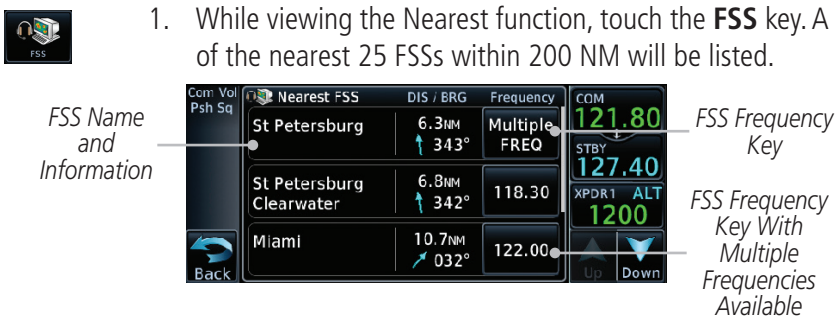 FSS
1. While viewing the Nearest function, touch the FSS key. A
of the nearest 25 FSSs within 200 NM will be listed.
FSS Name
and
Information
Com Vol
Psh Sq
Nearest FSS DIS / BRG Frequency
St Petersburg 6.3NM Multiple
343° FREQ
St Petersburg 6.8NM 118.30
Clearwater 342°
Miami 10.7NM 122.00
032°
Back
COM
121.80
STBY
127.40
XPDR1 ALT
1200
Up Down
FSS Frequency
Key
FSS Frequency
Key With
Multiple
Frequencies
Available